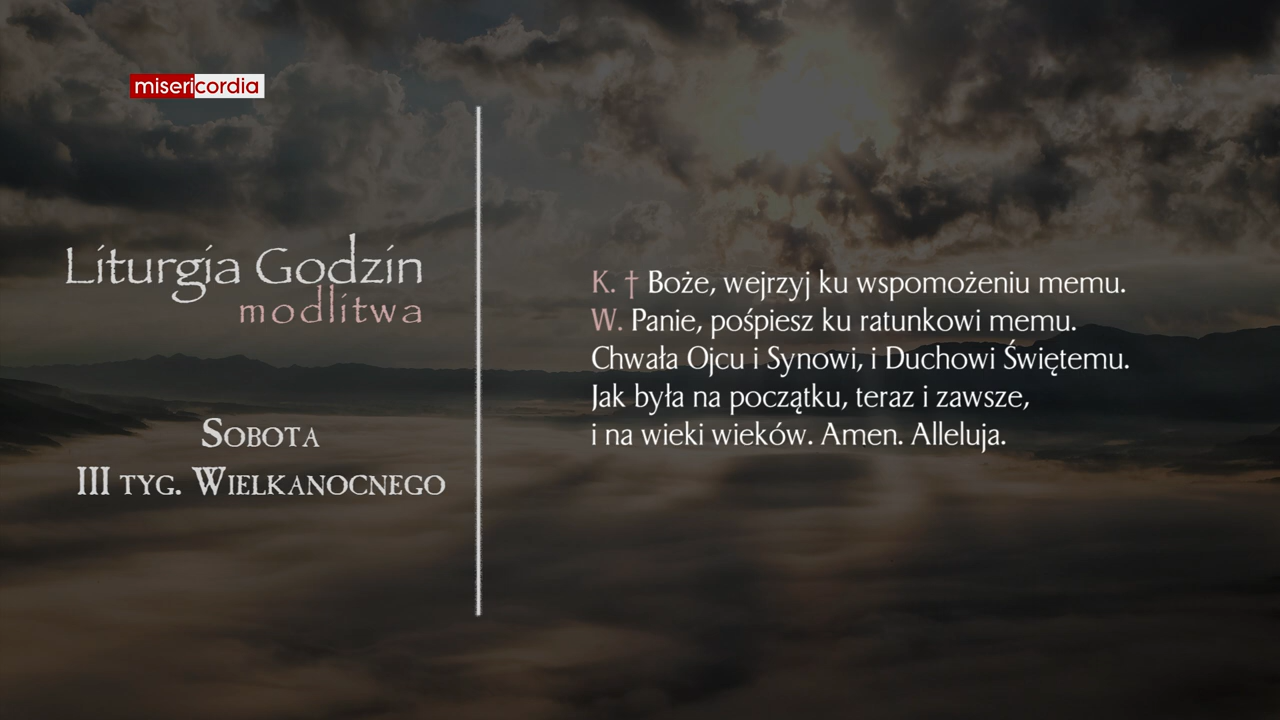 misericordia
Liturgia Godzin
modlitwa
Sobota
III tyg. Wielkanocnego
K. † Boże, wejrzyj ku wspomożeniu memu.
W. Panie, pośpiesz ku ratunkowi memu.
Chwała Ojcu i Synowi, i Duchowi Świętemu.
Jak była na początku, teraz i zawsze,
i na wieki wieków. Amen. Alleluja.